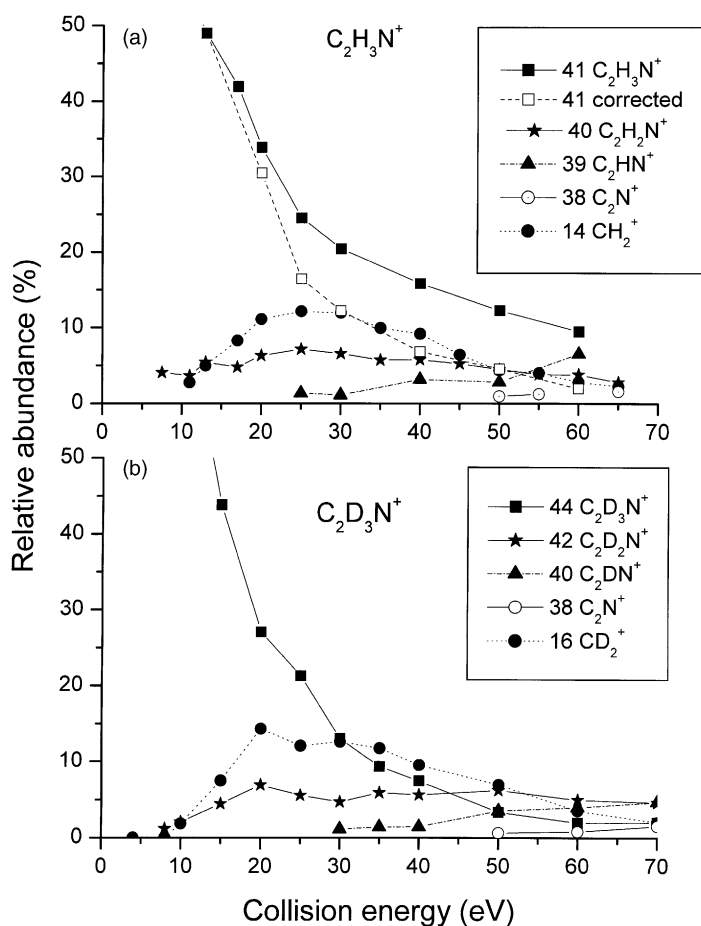 (a)
C₂H₃N⁺
41 C₂H₃N⁺
41 corrected
40 C₂H₂N⁺
39 C₂HN⁺
38 C₂N⁺
14 CH₂⁺
50
40
30
20
10
0
0 10 20 30 40 50 60 70
Relative abundance (%)
(b)
C₂D₃N⁺
44 C₂D₃N⁺
42 C₂D₂N⁺
40 C₂DN⁺
38 C₂N⁺
16 CD₂⁺
50
40
30
20
10
0
0 10 20 30 40 50 60 70
Collision energy (eV)